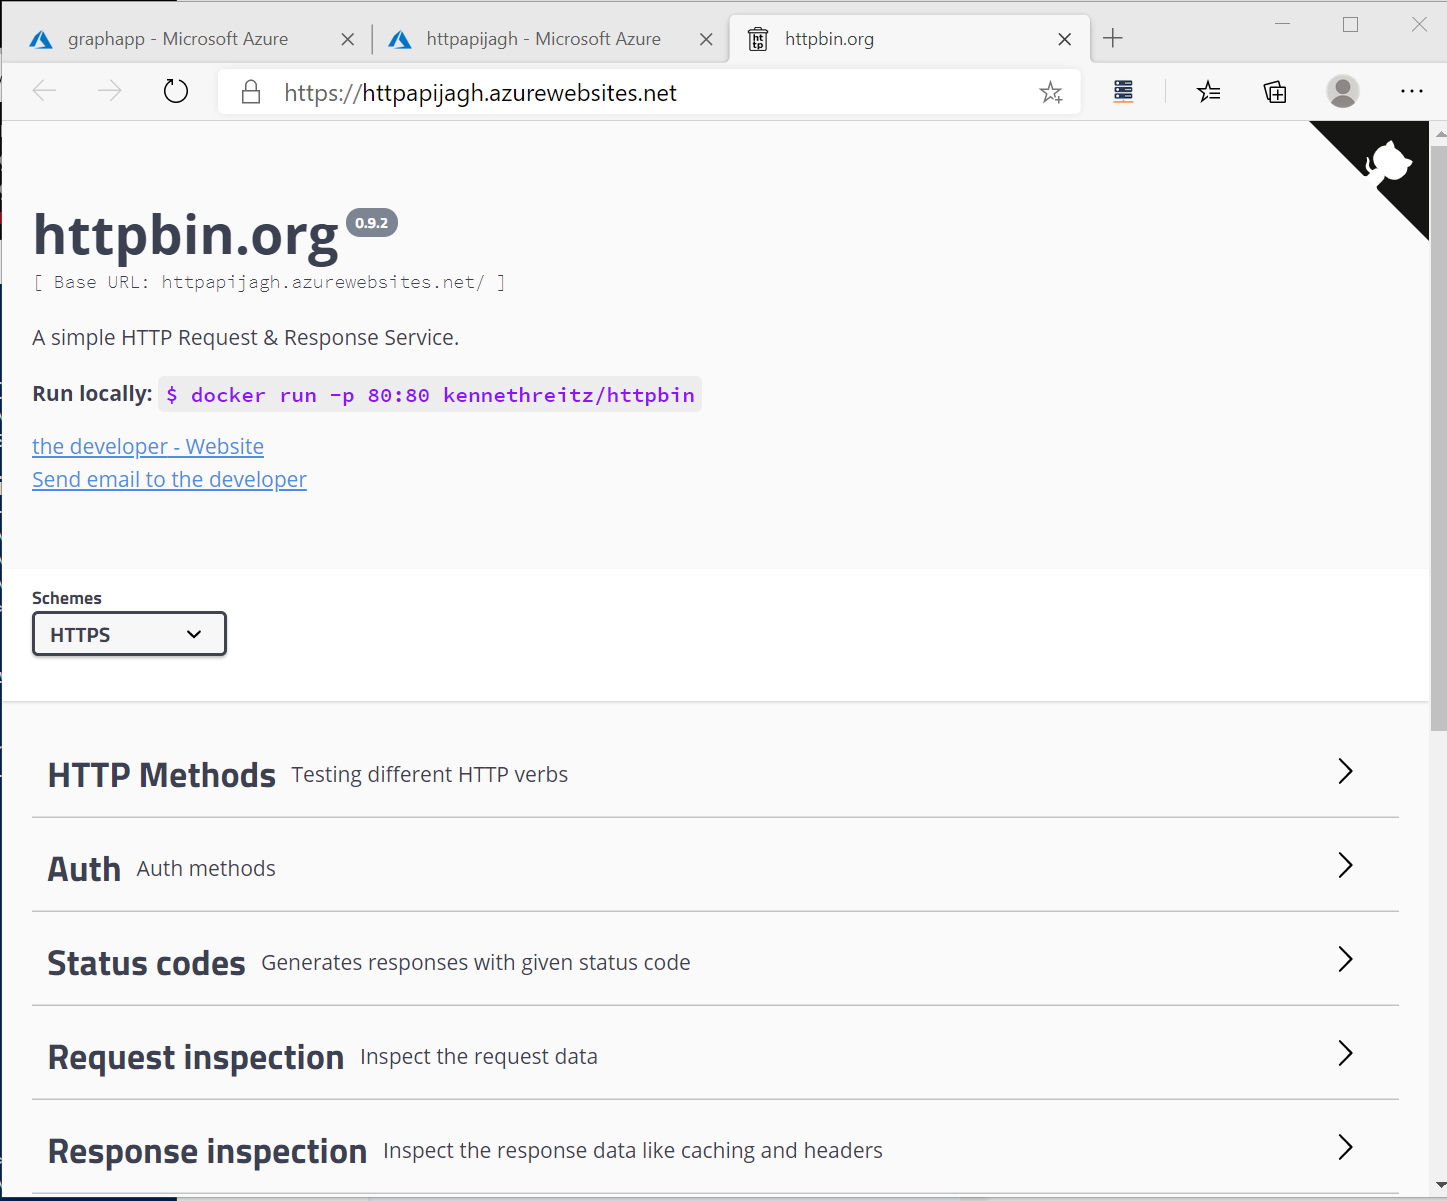 graphapp - Microsoft Azure
httpapijagh - Microsoft Azure
httpbin.org
https://httpapijagh.azurewebsites.net
httpbin.org 0.9.2
[ Base URL: httpapijagh.azurewebsites.net/ ]
A simple HTTP Request & Response Service.
Run locally: $ docker run -p 80:80 kennethreitz/httpbin
the developer - Website
Send email to the developer
Schemes
HTTPS
HTTP Methods Testing different HTTP verbs
Auth Auth methods
Status codes Generates responses with given status code
Request inspection Inspect the request data
Response inspection Inspect the response data like caching and headers